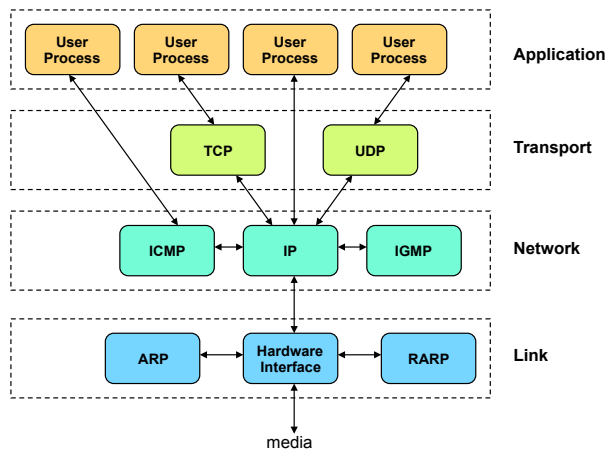 User
Process
User
Process
User
Process
User
Process
Application
TCP
UDP
Transport
ICMP
IP
IGMP
Network
ARP
Hardware
Interface
RARP
Link
media